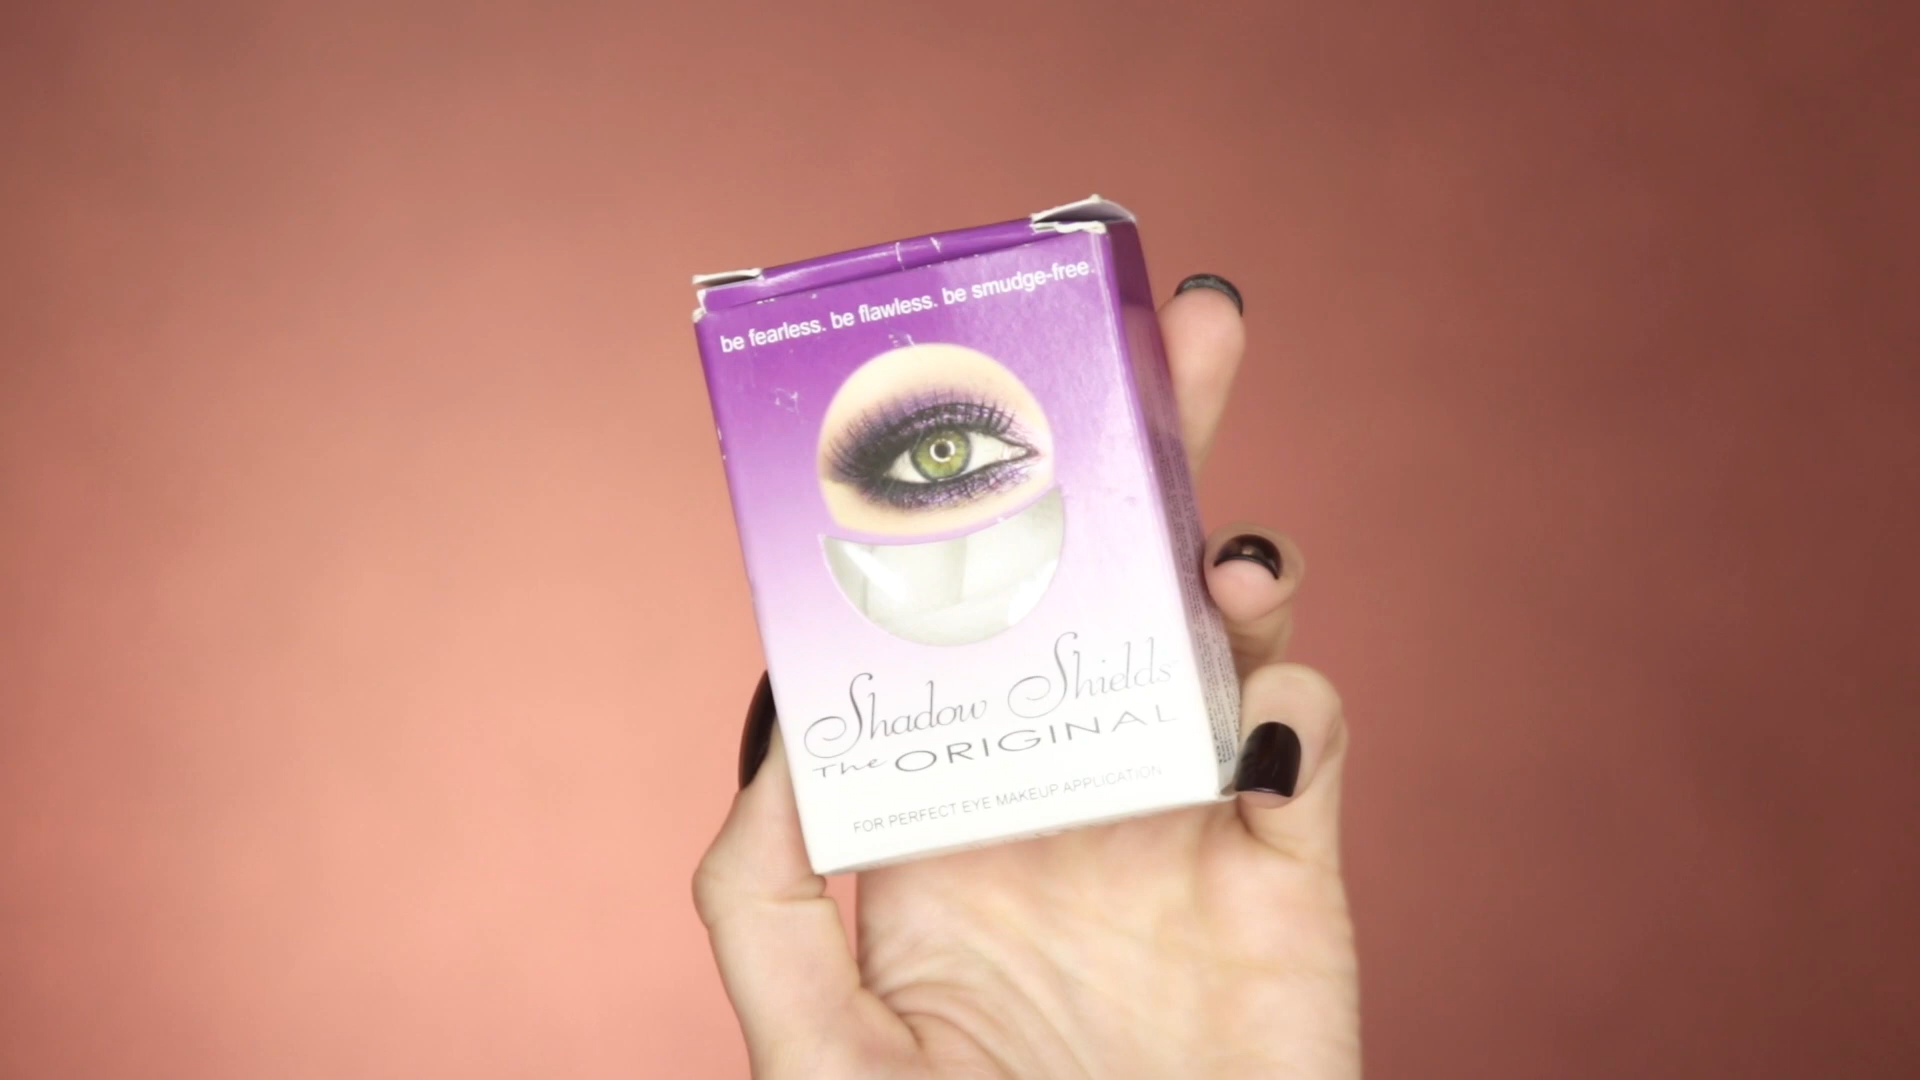 be fearless. be flawless. be smudge-free.
Shadow Shields
The ORIGINAL
FOR PERFECT EYE MAKEUP APPLICATION